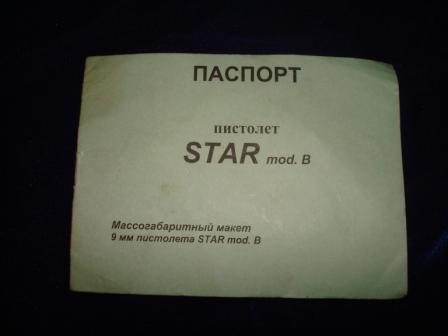 ПАСПОРТ
пистолет
STAR mod. B
Массогабаритный макет
9 мм пистолета STAR mod. B